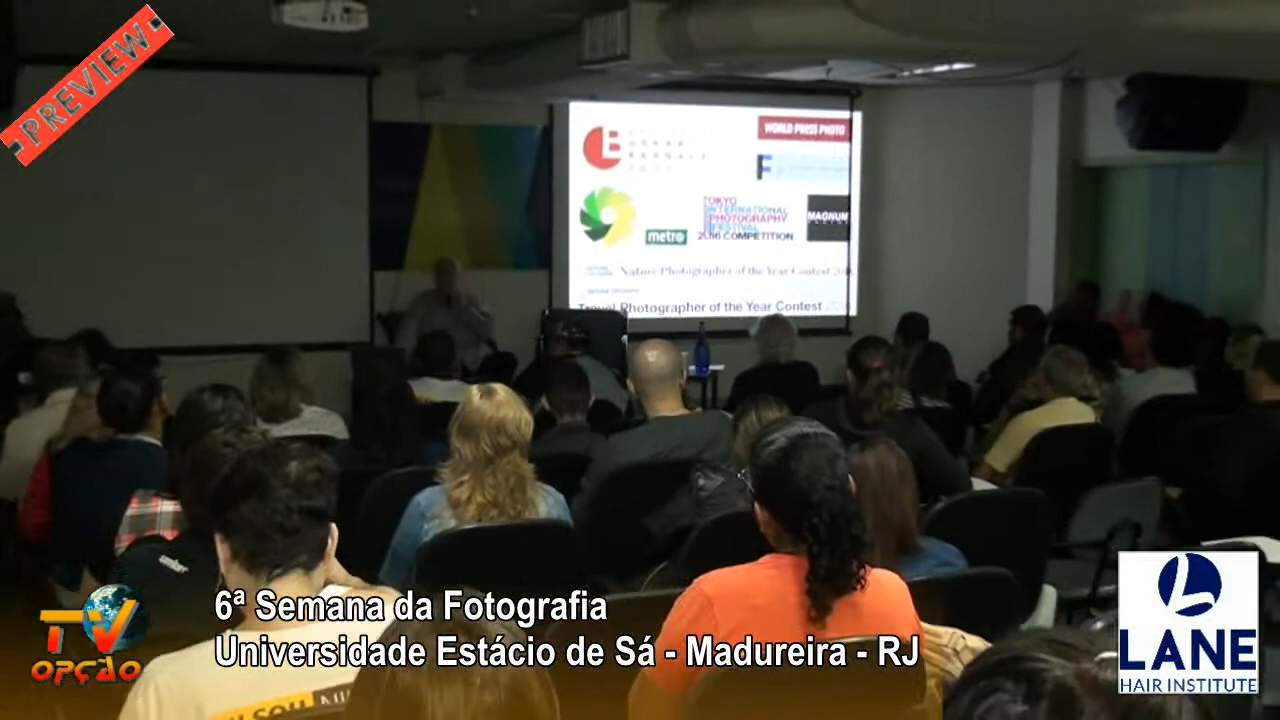 PREVIEW
WORLD PRESS PHOTO
TOKYO
INTERNATIONAL
PHOTOGRAPHY
FESTIVAL
2016 COMPETITION
MAGNUM
metro
Nature Photographer of the Year Contest
Travel Photographer of the Year Contest
6ª Semana da Fotografia
Universidade Estácio de Sá - Madureira - RJ
TV
OPÇÃO
LANE
HAIR INSTITUTE